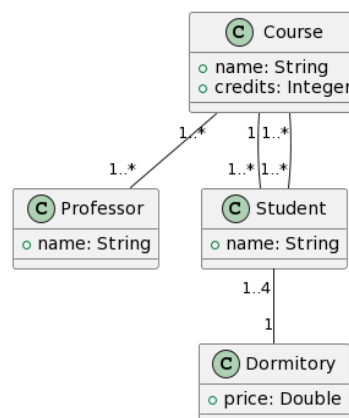 C Course
name: String
credits: Integer
1..* 1 1..*
1..* 1..* 1..*
C Professor
name: String
C Student
name: String
1..4
1
C Dormitory
price: Double